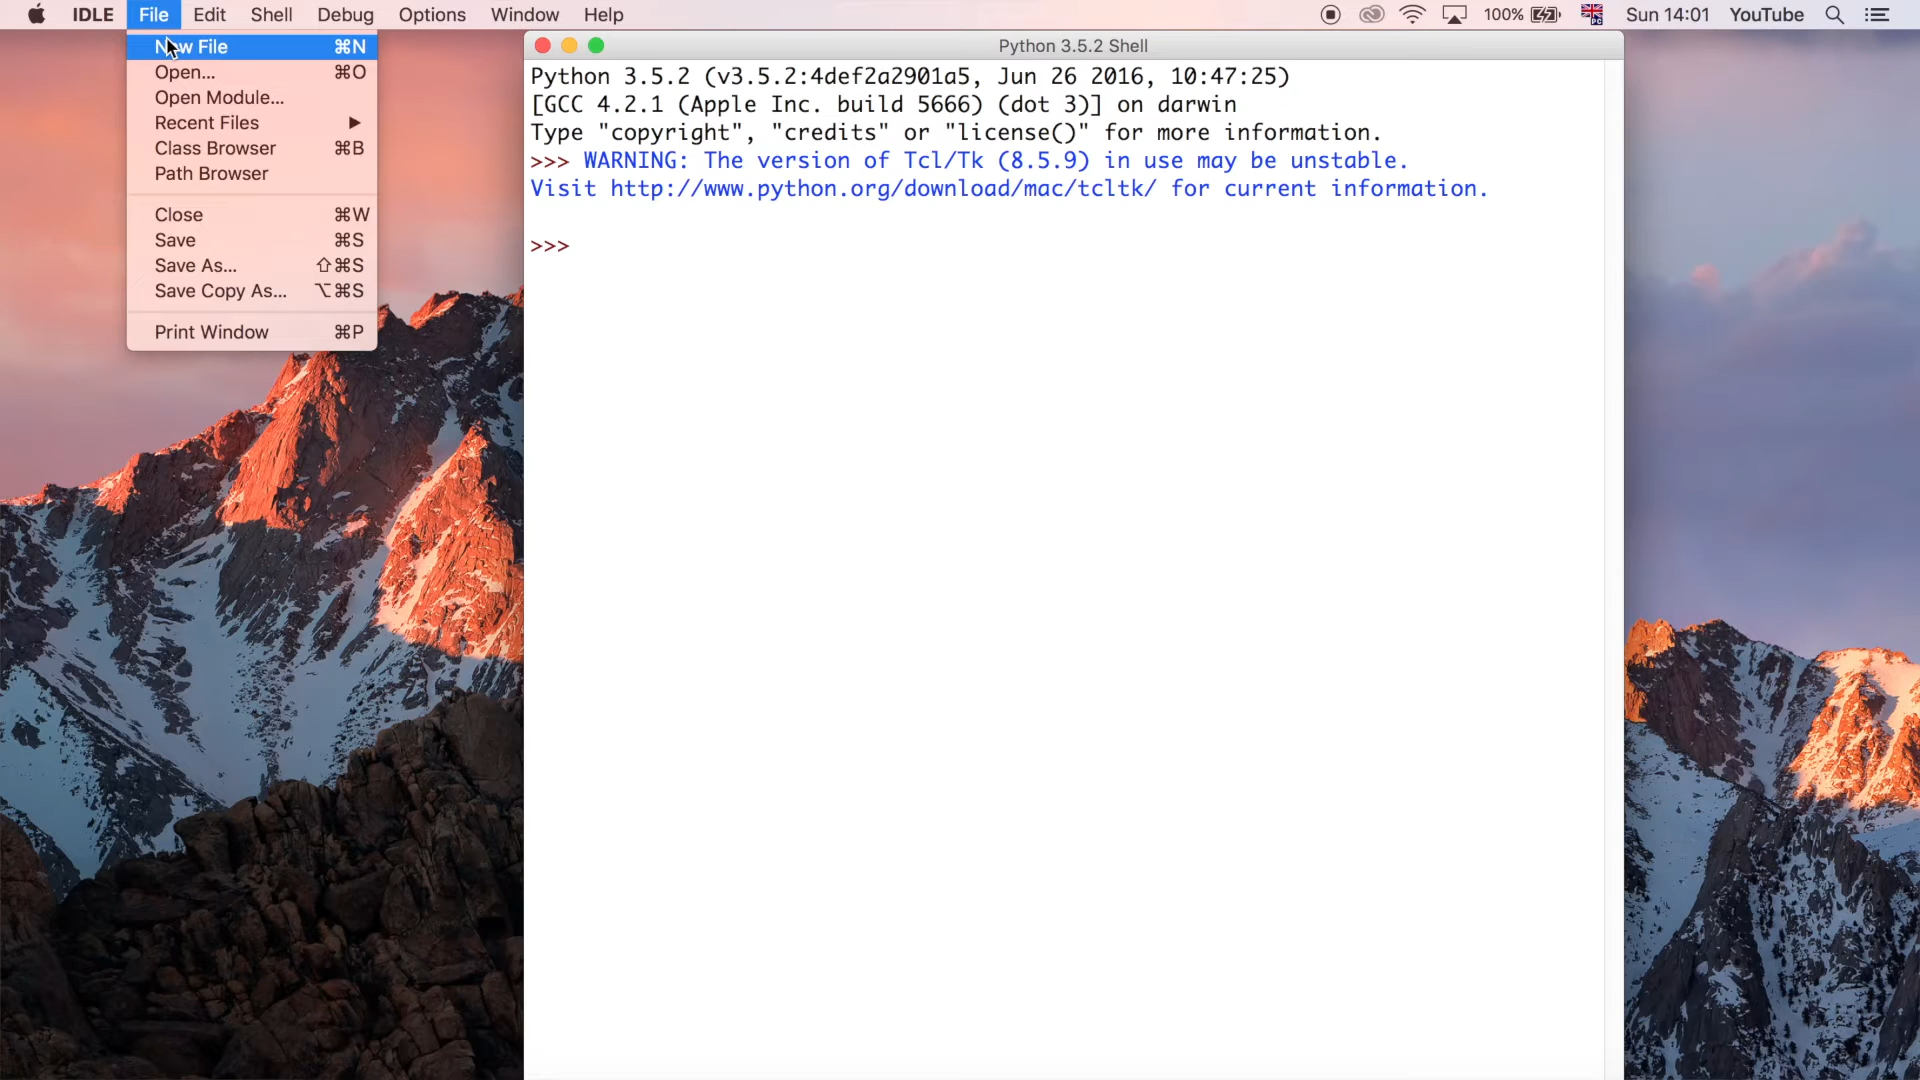 IDLE File Edit Shell Debug Options Window Help 100% Sun 14:01 YouTube
New File ⌘N
Open... ⌘O
Open Module...
Recent Files ▶
Class Browser ⌘B
Path Browser
Close ⌘W
Save ⌘S
Save As... ⇧⌘S
Save Copy As... ⌥⌘S
Print Window ⌘P
Python 3.5.2 Shell
Python 3.5.2 (v3.5.2:4def2a2901a5, Jun 26 2016, 10:47:25)
[GCC 4.2.1 (Apple Inc. build 5666) (dot 3)] on darwin
Type "copyright", "credits" or "license()" for more information.
>>> WARNING: The version of Tcl/Tk (8.5.9) in use may be unstable.
Visit http://www.python.org/download/mac/tcltk/ for current information.
>>>